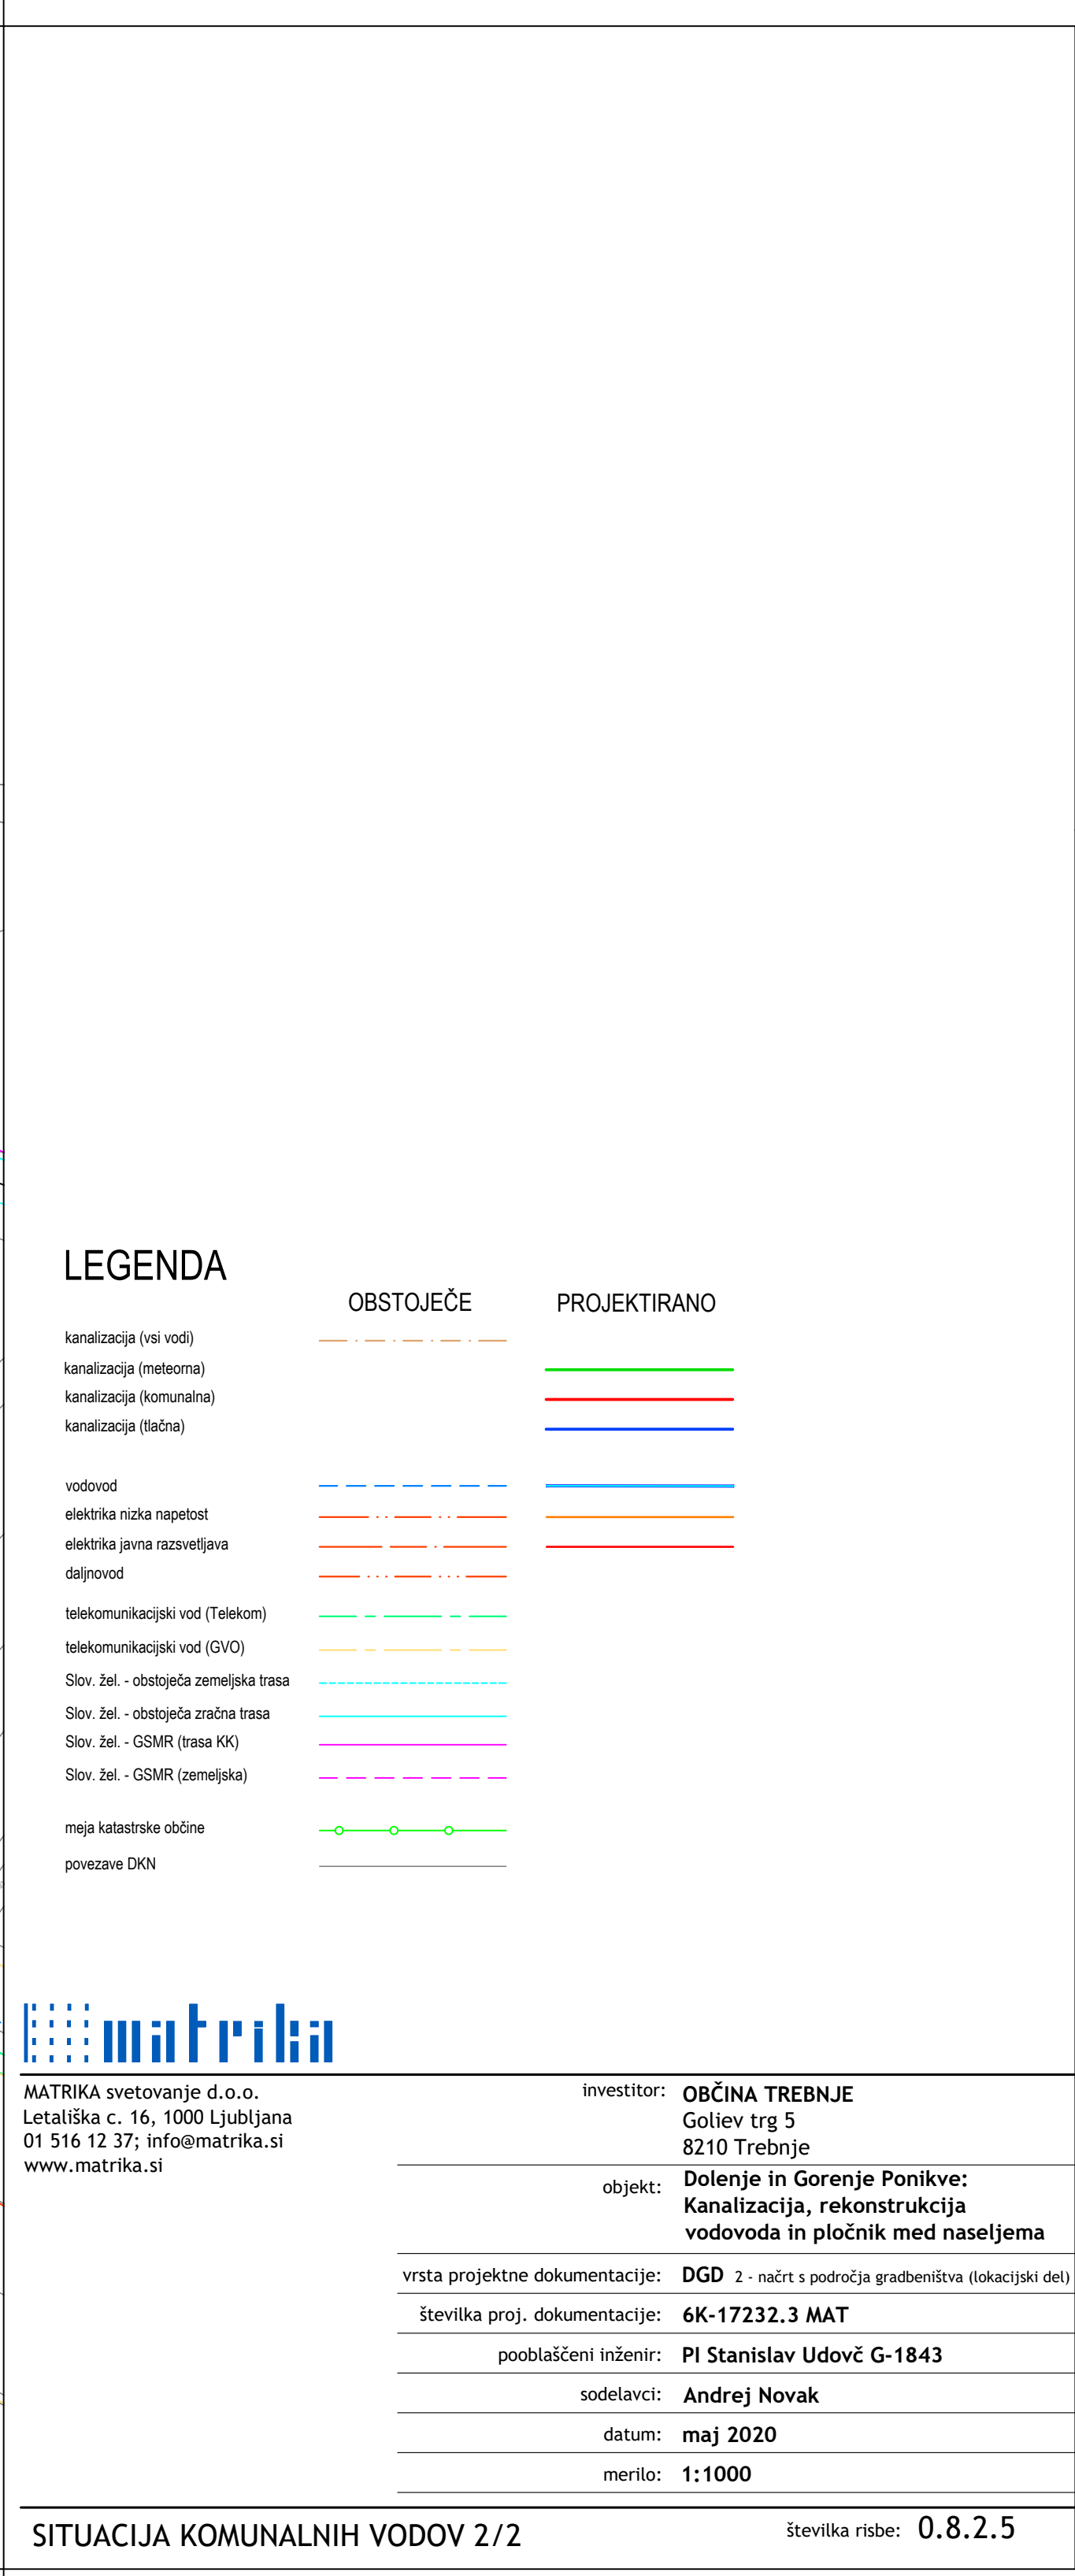 LEGENDA
OBSTOJEČE PROJEKTIRANO
kanalizacija (vsi vodi)
kanalizacija (meteorna)
kanalizacija (komunalna)
kanalizacija (tlačna)
vodovod
elektrika nizka napetost
elektrika javna razsvetljava
daljnovod
telekomunikacijski vod (Telekom)
telekomunikacijski vod (GVO)
Slov. žel. - obstoječa zemeljska trasa
Slov. žel. - obstoječa zračna trasa
Slov. žel. - GSMR (trasa KK)
Slov. žel. - GSMR (zemeljska)
meja katastrske občine
povezave DKN
matrika
MATRIKA svetovanje d.o.o.
Letališka c. 16, 1000 Ljubljana
01 516 12 37; info@matrika.si
www.matrika.si
investitor: OBČINA TREBNJE
Goliev trg 5
8210 Trebnje
objekt: Dolenje in Gorenje Ponikve:
Kanalizacija, rekonstrukcija
vodovoda in pločnik med naseljema
vrsta projektne dokumentacije: DGD 2 - načrt s področja gradbeništva (lokacijski del)
številka proj. dokumentacije: 6K-17232.3 MAT
pooblaščeni inženir: PI Stanislav Udovč G-1843
sodelavci: Andrej Novak
datum: maj 2020
merilo: 1:1000
SITUACIJA KOMUNALNIH VODOV 2/2
številka risbe: 0.8.2.5